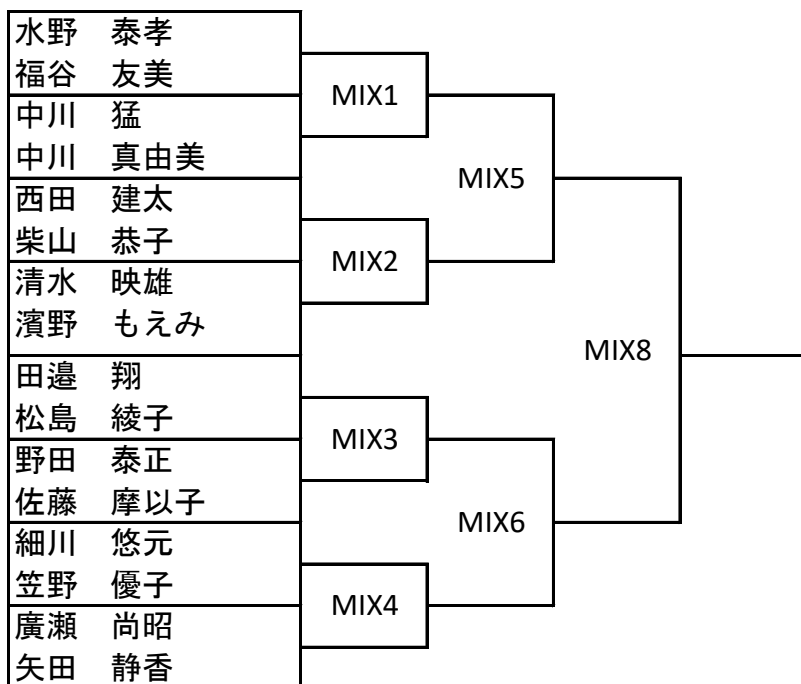 水野　泰孝
福谷　友美
MIX1
中川　猛
中川　真由美
MIX5
西田　建太
柴山　恭子
MIX2
清水　映雄
濱野　もえみ
MIX8
田邉　翔
松島　綾子
MIX3
野田　泰正
佐藤　摩以子
MIX6
細川　悠元
笠野　優子
MIX4
廣瀬　尚昭
矢田　静香